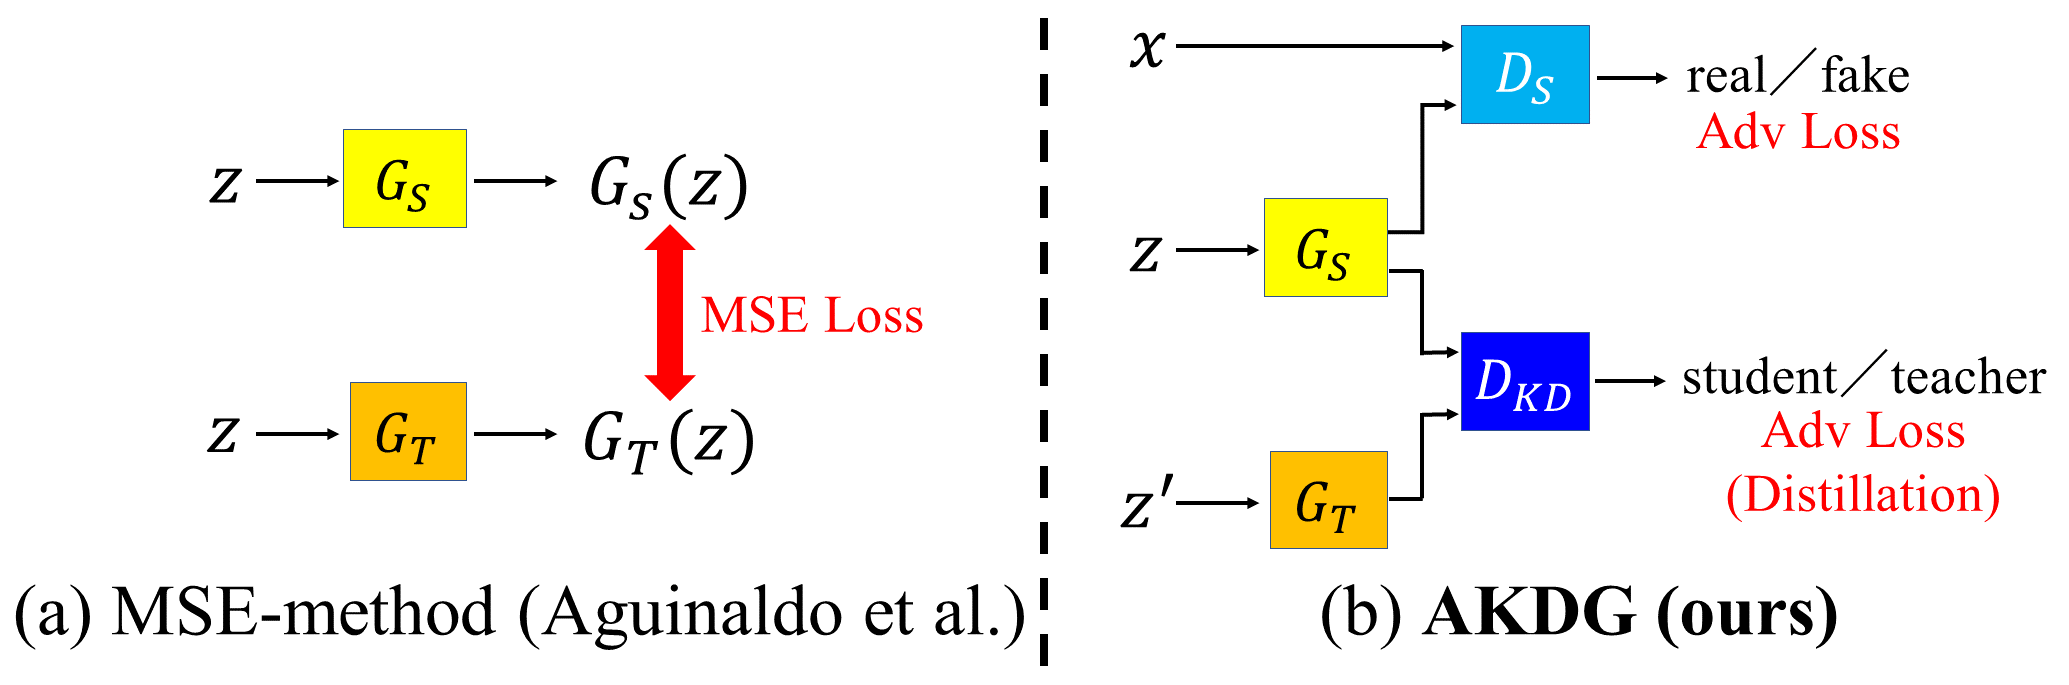 z G_S G_S(z)
MSE Loss
z G_T G_T(z)
(a) MSE-method (Aguinaldo et al.)
x D_S real／fake
Adv Loss
z G_S
D_{KD} student／teacher
Adv Loss
(Distillation)
z′ G_T
(b) AKDG (ours)